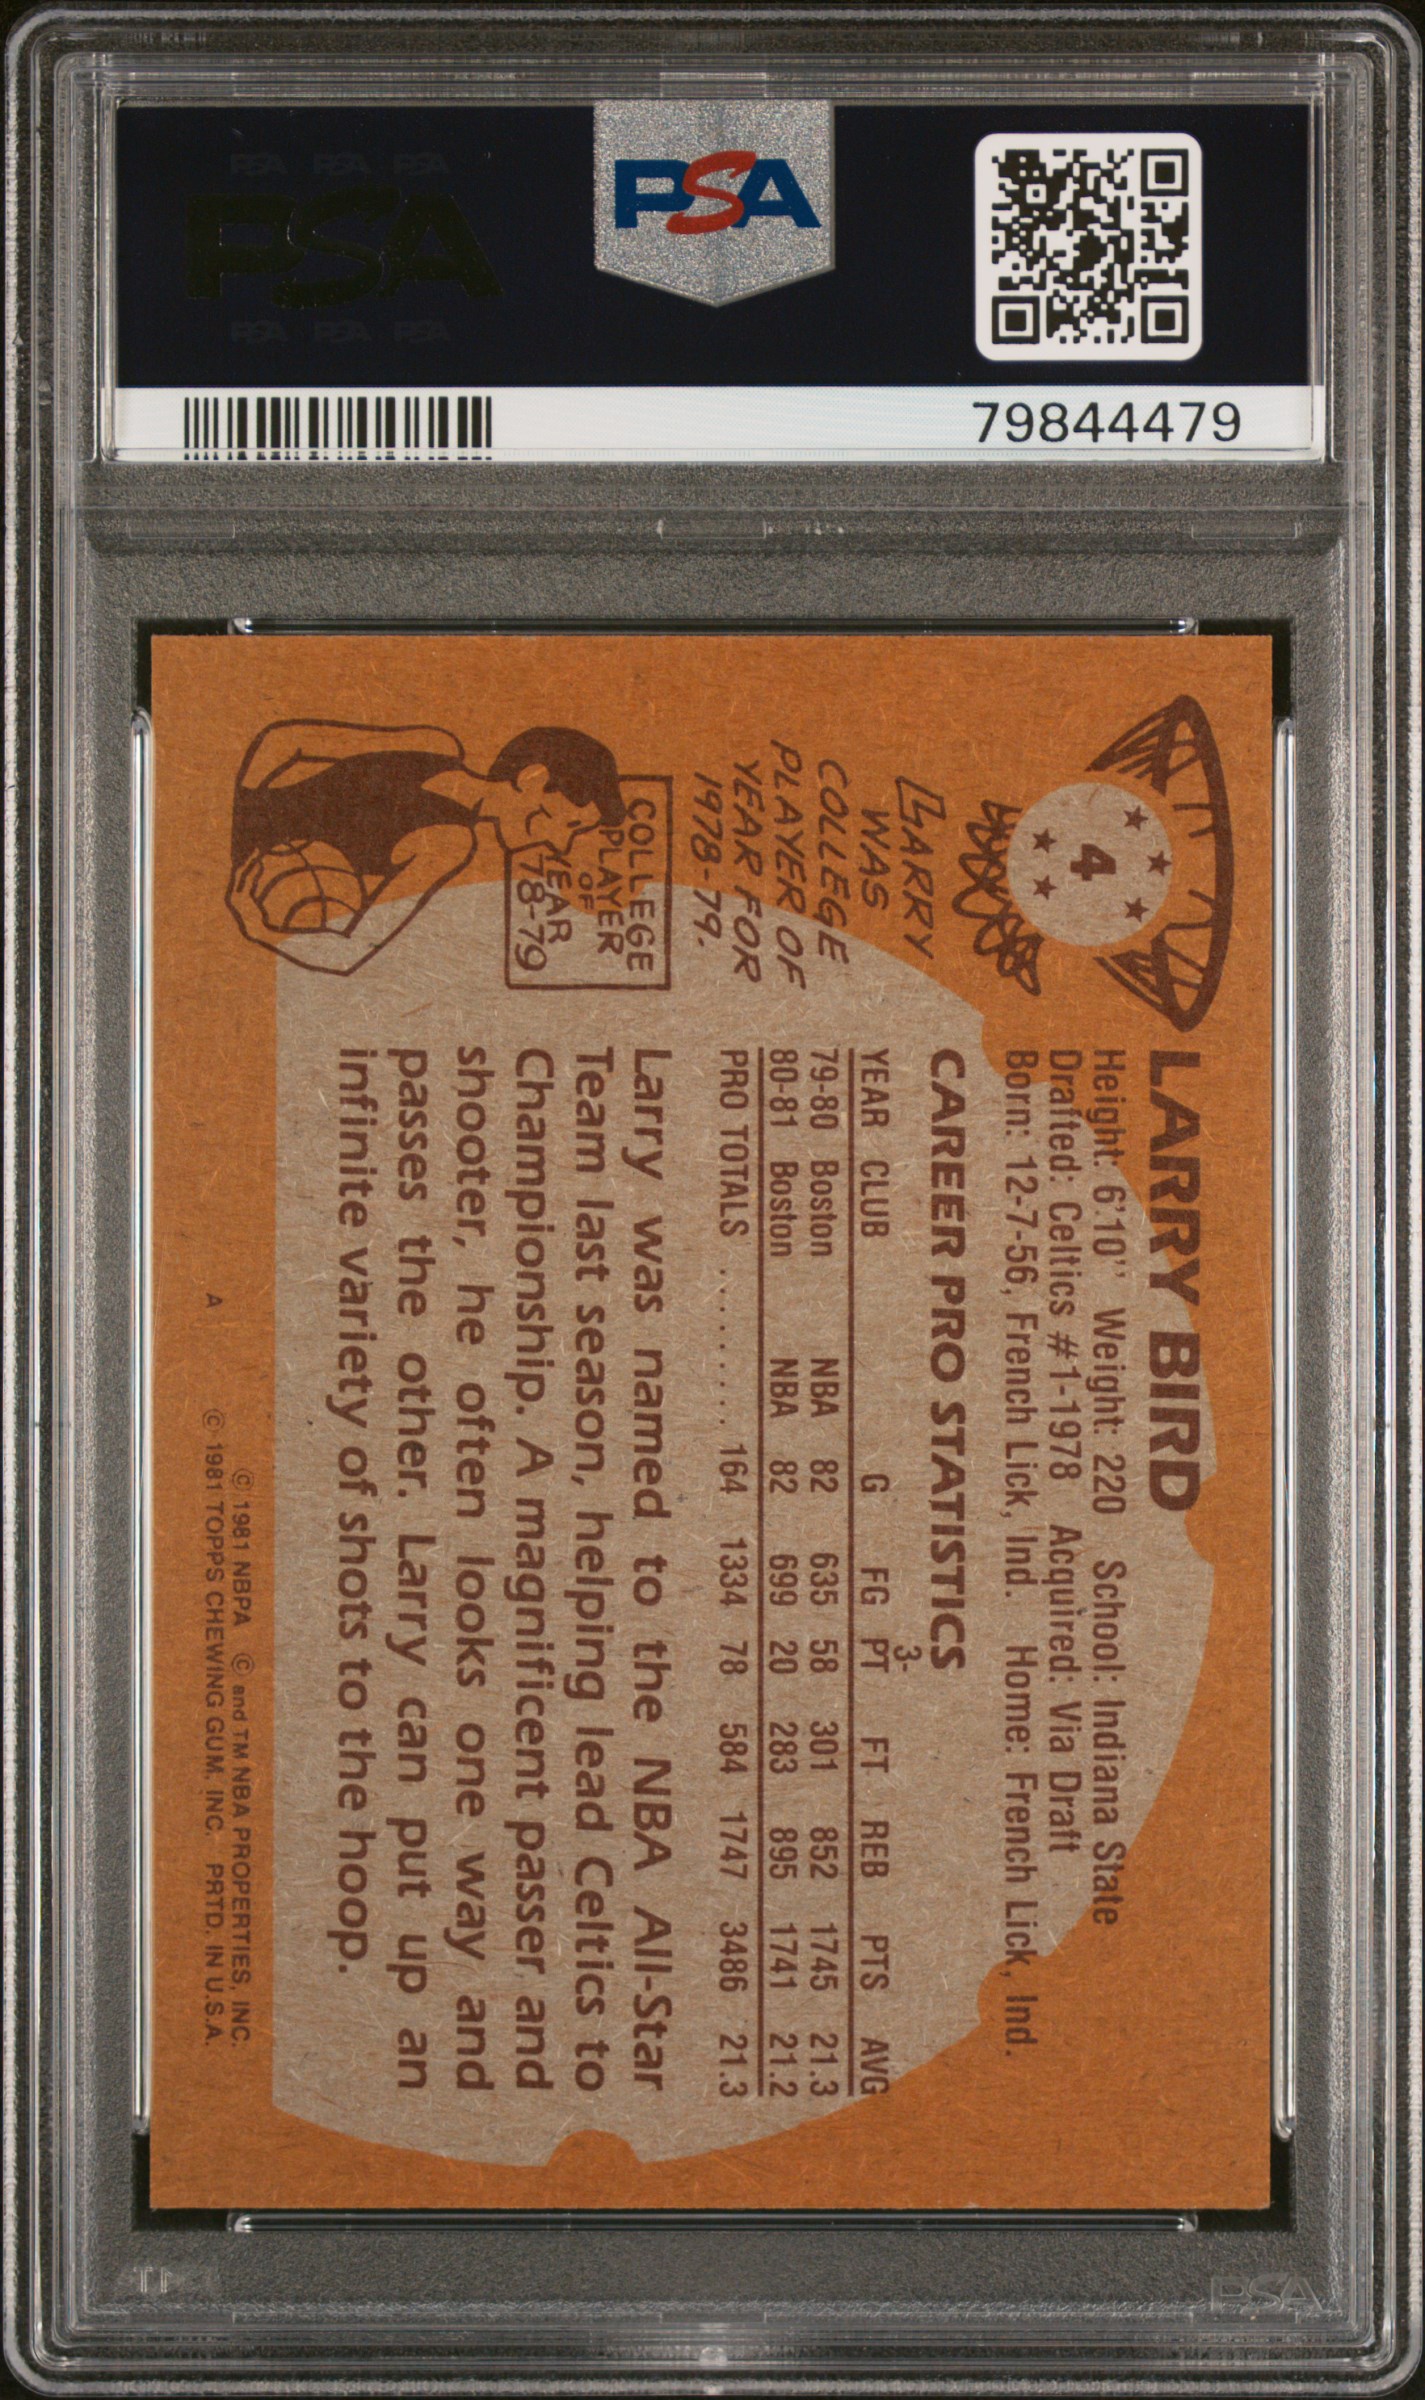 PSA PSA PSA
PSA
PSA PSA PSA
PSA
79844479
4
LARRY BIRD
Height: 6'10'' Weight: 220 School: Indiana State
Drafted: Celtics #1-1978 Acquired: Via Draft
Born: 12-7-56, French Lick, Ind. Home: French Lick, Ind.
CAREER PRO STATISTICS
YEAR CLUB G FG 3-PT FT REB PTS AVG
79-80 Boston NBA 82 635 58 301 852 1745 21.3
80-81 Boston NBA 82 699 20 283 895 1741 21.2
PRO TOTALS ......... 164 1334 78 584 1747 3486 21.3
Larry was named to the NBA All-Star
Team last season, helping lead Celtics to
Championship. A magnificent passer and
shooter, he often looks one way and
passes the other. Larry can put up an
infinite variety of shots to the hoop.
LARRY
WAS
COLLEGE
PLAYER OF
YEAR FOR
1978-79.
COLLEGE
PLAYER
OF
YEAR
'78-79
© 1981 NBPA © and TM NBA PROPERTIES, INC.
A © 1981 TOPPS CHEWING GUM, INC. PRTD. IN U.S.A.
PSA